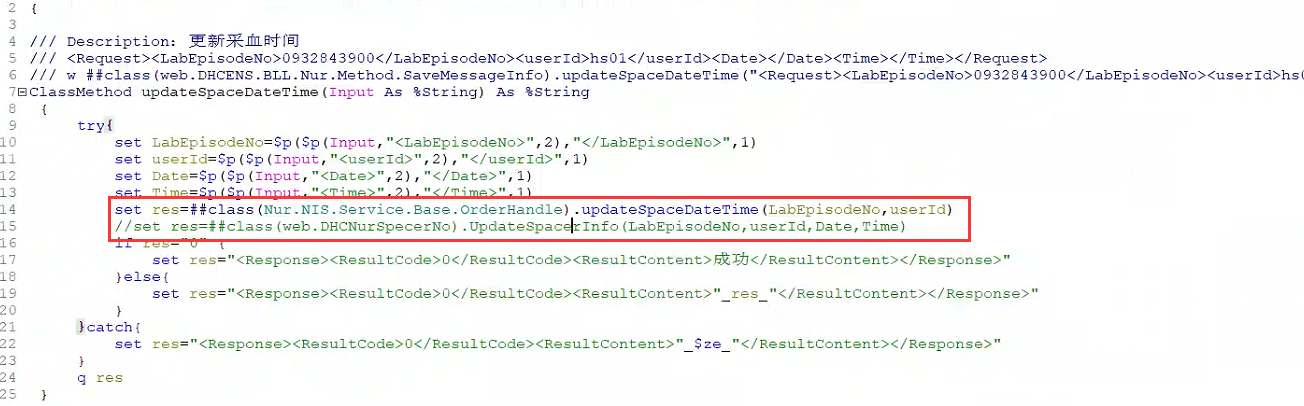 2 {
3
4 /// Description: 更新采血时间
5 /// <Request><LabEpisodeNo>0932843900</LabEpisodeNo><userId>hs01</userId><Date></Date><Time></Time></Request>
6 /// w ##class(web.DHCENS.BLL.Nur.Method.SaveMessageInfo).updateSpaceDateTime("<Request><LabEpisodeNo>0932843900</LabEpisodeNo><userId>hs0
7 ClassMethod updateSpaceDateTime(Input As %String) As %String
8 {
9 try{
10 set LabEpisodeNo=$p($p(Input,"<LabEpisodeNo>",2),"</LabEpisodeNo>",1)
11 set userId=$p($p(Input,"<userId>",2),"</userId>",1)
12 set Date=$p($p(Input,"<Date>",2),"</Date>",1)
13 set Time=$p($p(Input,"<Time>",2),"</Time>",1)
14 set res=##class(Nur.NIS.Service.Base.OrderHandle).updateSpaceDateTime(LabEpisodeNo,userId)
15 //set res=##class(web.DHCNurSpecerNo).UpdateSpacerInfo(LabEpisodeNo,userId,Date,Time)
16 if res="0" {
17 set res="<Response><ResultCode>0</ResultCode><ResultContent>成功</ResultContent></Response>"
18 }else{
19 set res="<Response><ResultCode>0</ResultCode><ResultContent>"_res_"</ResultContent></Response>"
20 }
21 }catch{
22 set res="<Response><ResultCode>0</ResultCode><ResultContent>"_$ze_"</ResultContent></Response>"
23 }
24 q res
25 }